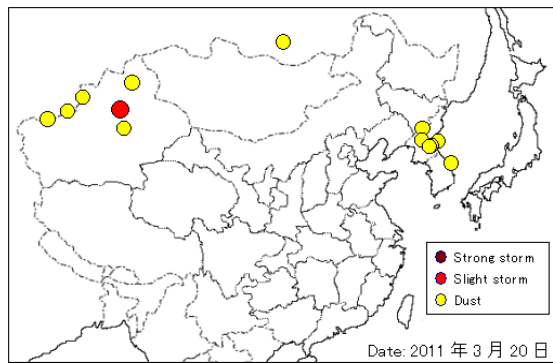 Strong storm
Slight storm
Dust
Date: 2011 年 3 月 20 日